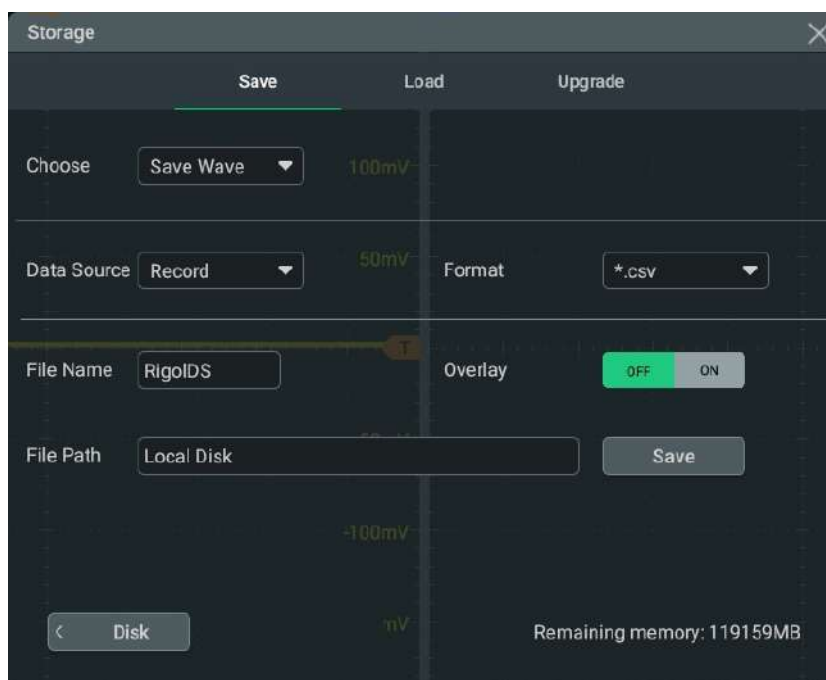 Storage
Save Load Upgrade
Choose Save Wave
100mV
50mV
Data Source Record Format *.csv
T
File Name RigolDS Overlay OFF ON
File Path Local Disk Save
-100mV
mV
< Disk Remaining memory: 119159MB